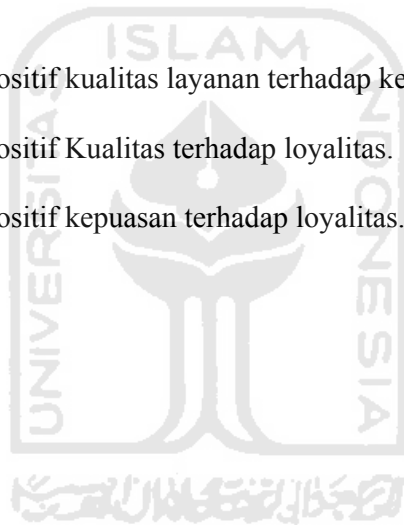 ISLAM
ositif kualitas layanan terhadap ke
ositif Kualitas terhadap loyalitas.
ositif kepuasan terhadap loyalitas.
UNIVERSITAS
INDONESIA